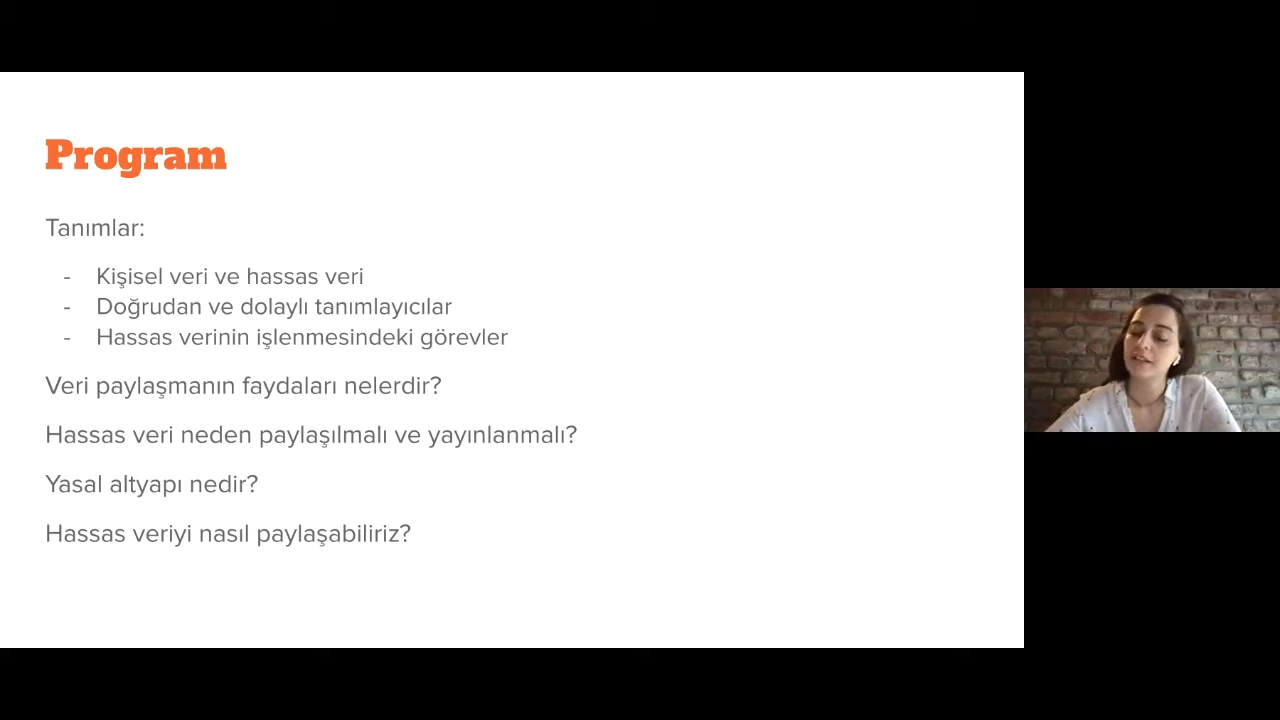 Program
Tanımlar:
- Kişisel veri ve hassas veri
- Doğrudan ve dolaylı tanımlayıcılar
- Hassas verinin işlenmesindeki görevler
Veri paylaşmanın faydaları nelerdir?
Hassas veri neden paylaşılmalı ve yayınlanmalı?
Yasal altyapı nedir?
Hassas veriyi nasıl paylaşabiliriz?